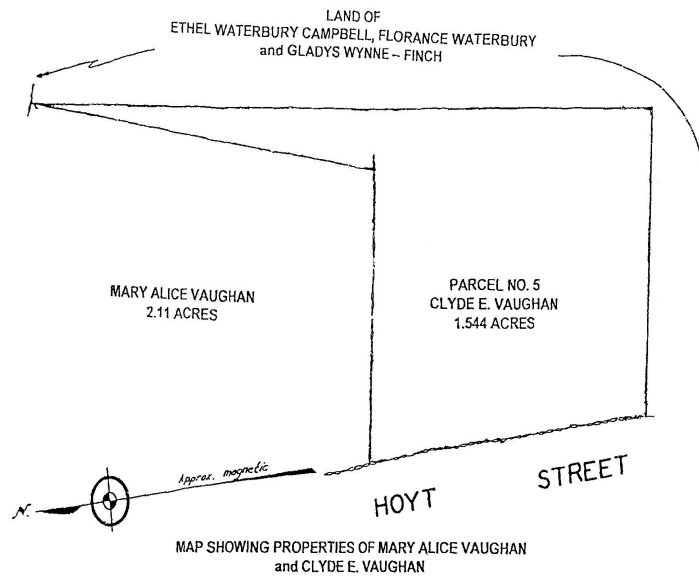 LAND OF
ETHEL WATERBURY CAMPBELL, FLORANCE WATERBURY
and GLADYS WYNNE – FINCH
MARY ALICE VAUGHAN
2.11 ACRES
PARCEL NO. 5
CLYDE E. VAUGHAN
1.544 ACRES
Approx. magnetic
N.
HOYT STREET
MAP SHOWING PROPERTIES OF MARY ALICE VAUGHAN
and CLYDE E. VAUGHAN